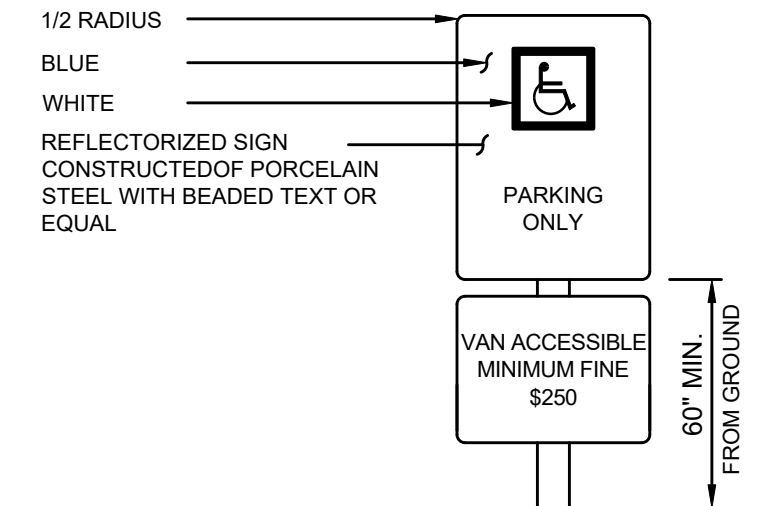 1/2 RADIUS
BLUE
WHITE
REFLECTORIZED SIGN
CONSTRUCTEDOF PORCELAIN
STEEL WITH BEADED TEXT OR
EQUAL
PARKING
ONLY
VAN ACCESSIBLE
MINIMUM FINE
$250
60" MIN.
FROM GROUND